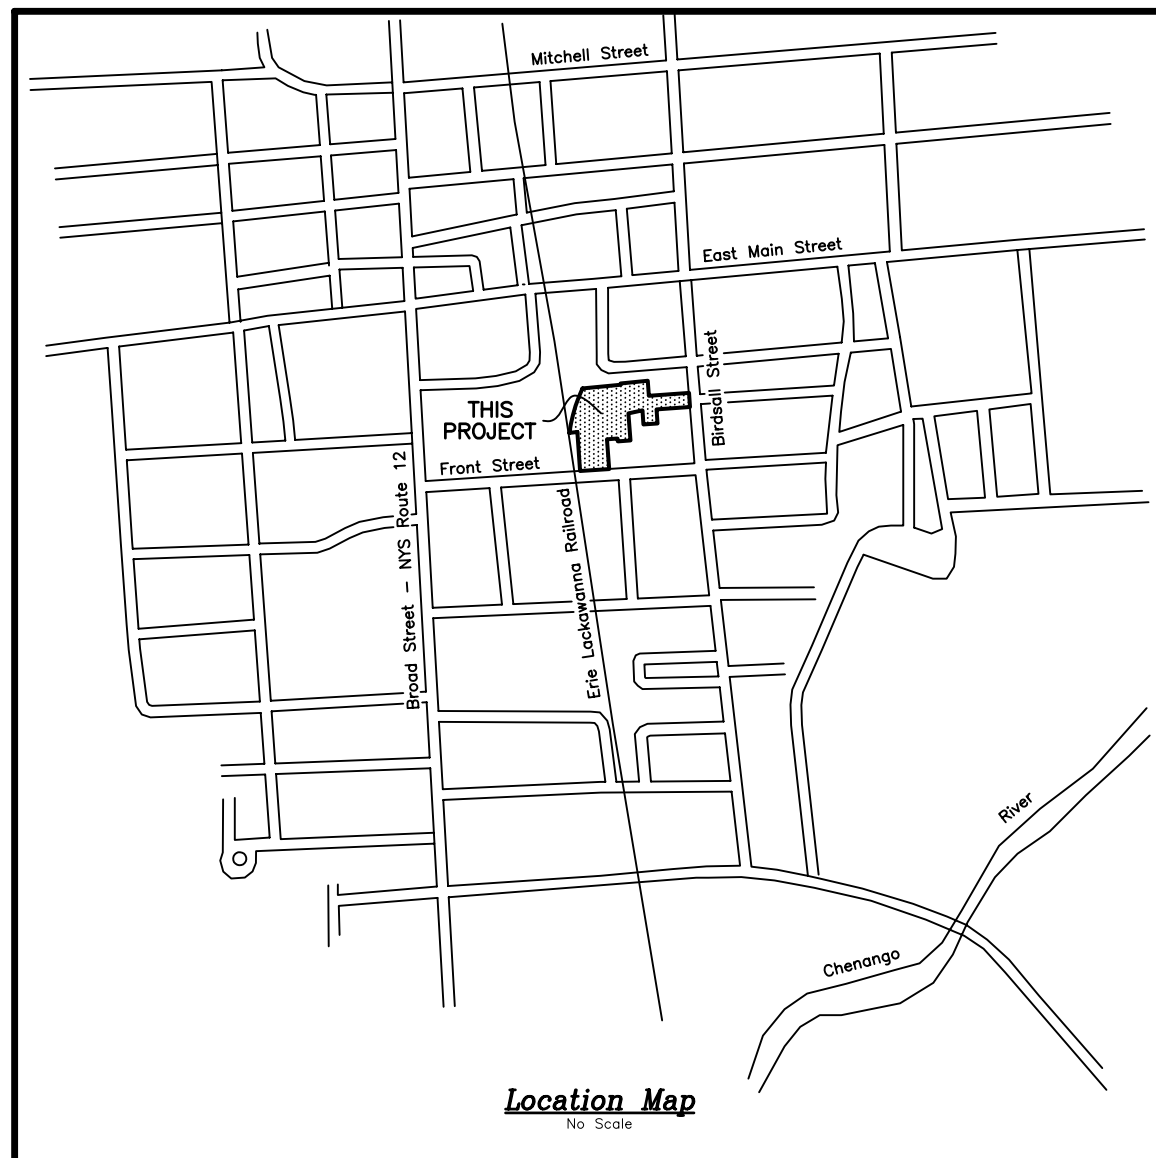 Mitchell Street
East Main Street
Birdsall Street
THIS
PROJECT
Front Street
Broad Street - NYS Route 12
Erie Lackawanna Railroad
River
Chenango
Location Map
No Scale